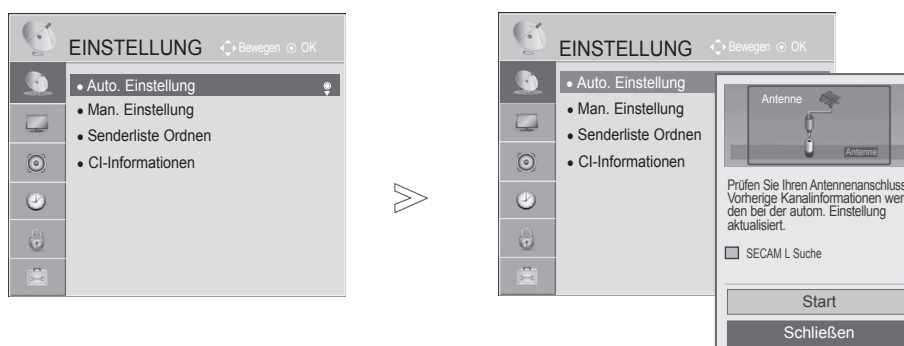 EINSTELLUNG Bewegen OK
• Auto. Einstellung
• Man. Einstellung
• Senderliste Ordnen
• CI-Informationen
>
EINSTELLUNG Bewegen OK
• Auto. Einstellung
• Man. Einstellung
• Senderliste Ordnen
• CI-Informationen
Antenne
Antenne
Prüfen Sie Ihren Antennenanschluss
Vorherige Kanalinformationen wer
den bei der autom. Einstellung
aktualisiert.
SECAM L Suche
Start
Schließen